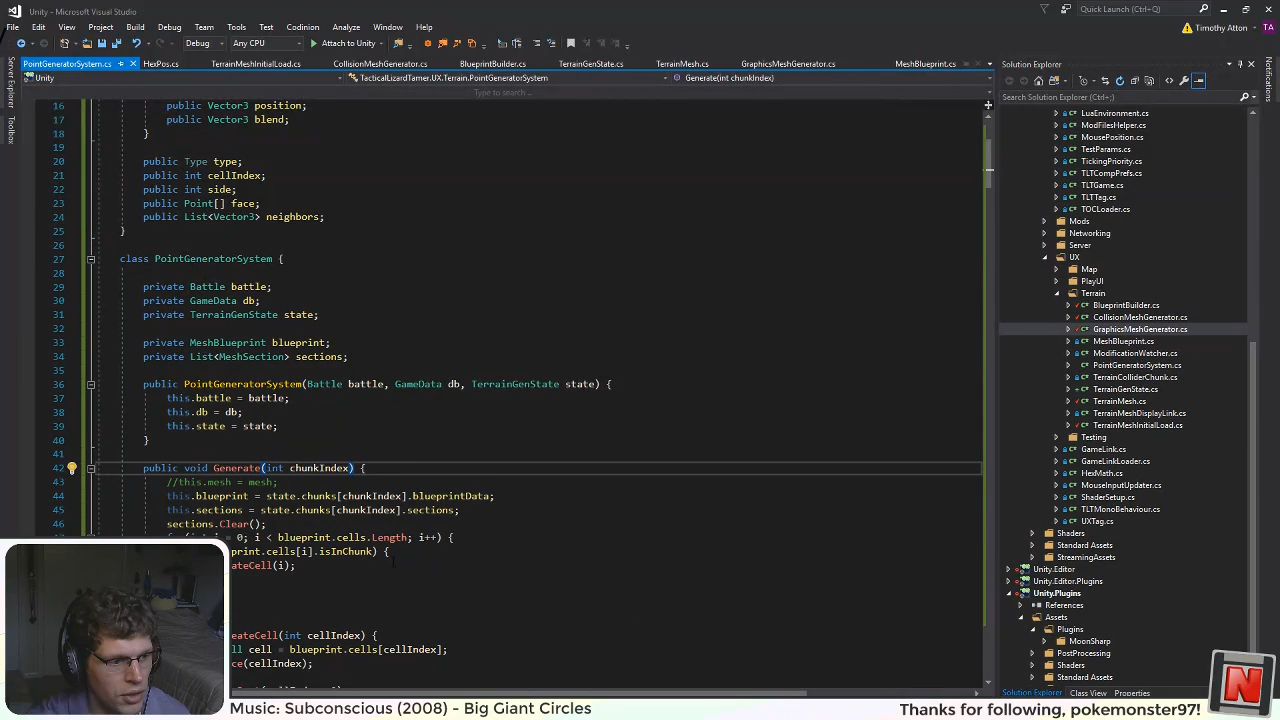 Quick Launch (Ctrl+Q)
File Edit View Project Build Debug Team Tools Test Analyze Window Help
Timothy Atton TA
Debug Any CPU Attach to Unity
PointGeneratorSystem.cs HexPos.cs TerrainMeshInitialLoad.cs CollisionMeshGenerator.cs BlueprintBuilder.cs TerrainGenState.cs TerrainMesh.cs GraphicsMeshGenerator.cs MeshBlueprint.cs
Unity TacticalLizardTamer.UX.Terrain.PointGeneratorSystem Generate(int chunkIndex)
Type to search ...
Server Explorer
Toolbox
16 public Vector3 position;
17 public Vector3 blend;
18 }
19
20 public Type type;
21 public int cellIndex;
22 public int side;
23 public Point[] face;
24 public List<Vector3> neighbors;
25 }
26
27 class PointGeneratorSystem {
28
29 private Battle battle;
30 private GameData db;
31 private TerrainGenState state;
32
33 private MeshBlueprint blueprint;
34 private List<MeshSection> sections;
35
36 public PointGeneratorSystem(Battle battle, GameData db, TerrainGenState state) {
37 this.battle = battle;
38 this.db = db;
39 this.state = state;
40 }
41
42 public void Generate(int chunkIndex) {
43 //this.mesh = mesh;
44 this.blueprint = state.chunks[chunkIndex].blueprintData;
45 this.sections = state.chunks[chunkIndex].sections;
46 sections.Clear();
= 0; i < blueprint.cells.Length; i++) {
print.cells[i].isInChunk) {
ateCell(i);
eateCell(int cellIndex) {
ll cell = blueprint.cells[cellIndex];
ce(cellIndex);
Solution Explorer
Search Solution Explorer (Ctrl+;)
LuaEnvironment.cs
ModFilesHelper.cs
MousePosition.cs
TestParams.cs
TickingPriority.cs
TLTCompPrefs.cs
TLTGame.cs
TLTTag.cs
TOCLoader.cs
Mods
Networking
Server
UX
Map
PlayUI
Terrain
BlueprintBuilder.cs
CollisionMeshGenerator.cs
GraphicsMeshGenerator.cs
MeshBlueprint.cs
ModificationWatcher.cs
PointGeneratorSystem.cs
TerrainColliderChunk.cs
TerrainGenState.cs
TerrainMesh.cs
TerrainMeshDisplayLink.cs
TerrainMeshInitialLoad.cs
Testing
GameLink.cs
GameLinkLoader.cs
HexMath.cs
MouseInputUpdater.cs
ShaderSetup.cs
TLTMonoBehaviour.cs
UXTag.cs
Shaders
Standard Assets
StreamingAssets
Unity.Editor
Unity.Editor.Plugins
Unity.Plugins
References
Assets
Plugins
MoonSharp
PostProcessing
Shaders
Standard Assets
Solution Explorer Class View Properties
Notifications
N
Music: Subconscious (2008) - Big Giant Circles
Thanks for following, pokemonster97!